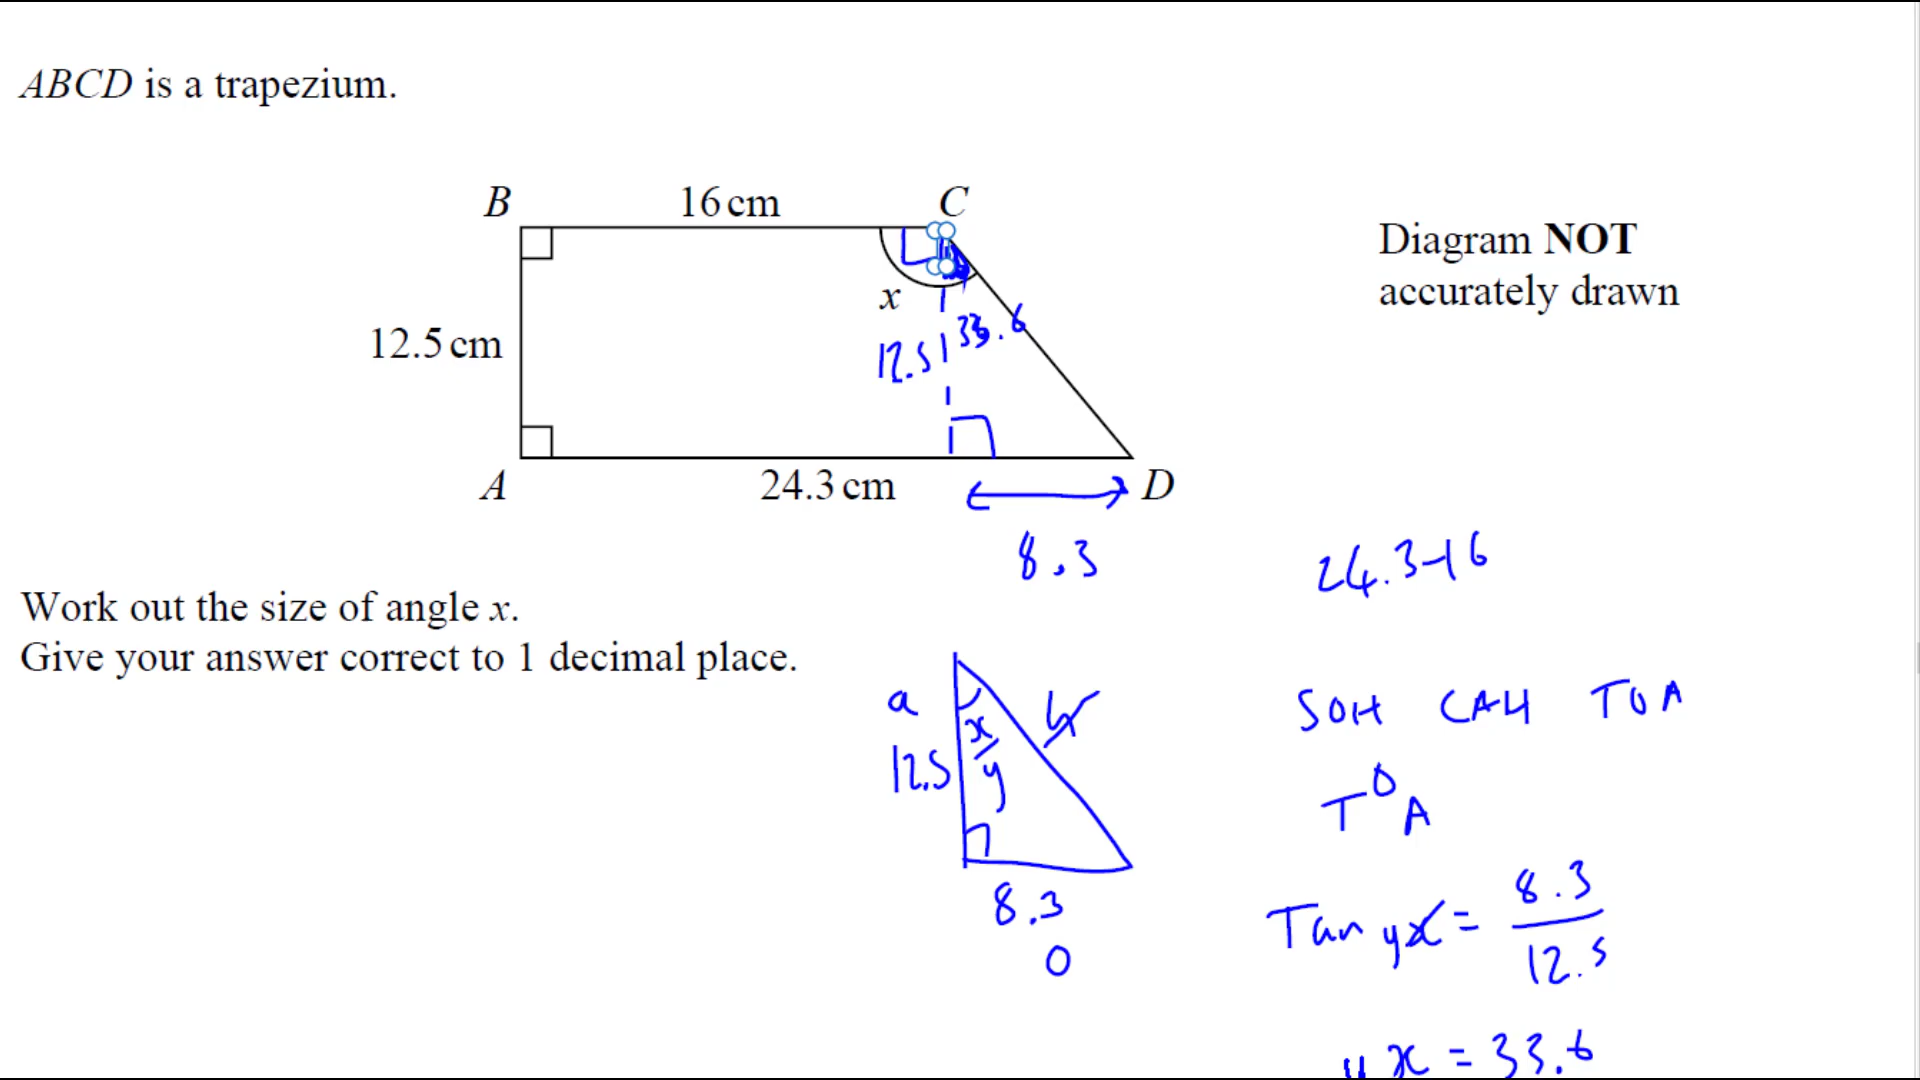 ABCD is a trapezium.
B 16 cm C
Diagram NOT
accurately drawn
x
12.5 cm
12.5 33.6
A 24.3 cm D
8.3
24.3-16
Work out the size of angle x.
Give your answer correct to 1 decimal place.
a x h
SOH CAH TOA
12.5 y
T O A
8.3
O
Tan y x = 8.3
12.5
y x = 33.6